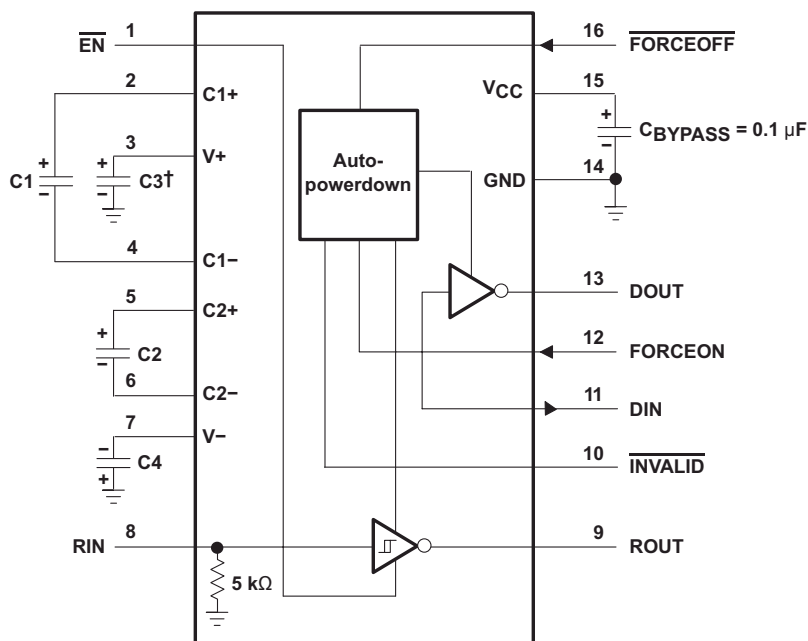 EN 1 16 FORCEOFF
2 C1+ VCC 15
+ CBYPASS = 0.1 μF
−
3 V+ Auto-powerdown
C1 + − + − C3† GND 14
4 C1−
5 C2+ 13 DOUT
+ − C2 12 FORCEON
6 C2− 11 DIN
7 V−
− + C4 10 INVALID
RIN 8 9 ROUT
5 kΩ